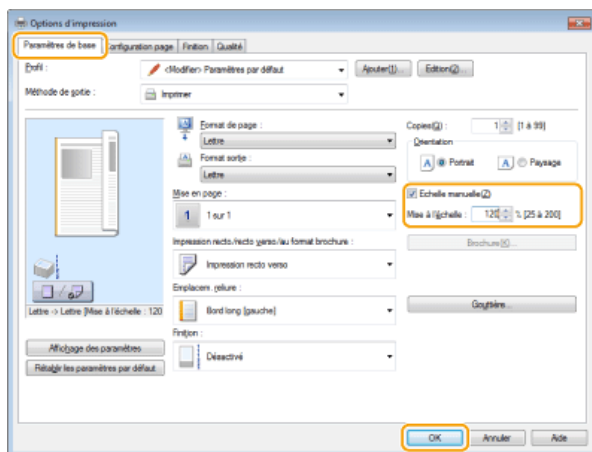 Options d'impression
Paramètres de base Configuration page Finition Qualité
Profil : <Modifier> Paramètres par défaut Ajouter(1)... Edition(2)...
Méthode de sortie : Imprimer
Format de page :
Lettre
Format sortie :
Lettre
Mise en page :
1 1 sur 1
Impression recto/recto verso/au format brochure :
Impression recto verso
Emplacem. reliure :
Bord long [gauche]
Finition :
Désactivé
Lettre -> Lettre [Mise à l'échelle : 120
Affichage des paramètres
Rétablir les paramètres par défaut
Copies(Q) : 1 [1 à 99]
Orientation
A Portrait A Paysage
Echelle manuelle(Z)
Mise à l'échelle : 120 % [25 à 200]
Brochure(K)...
Gouttière...
OK Annuler Aide